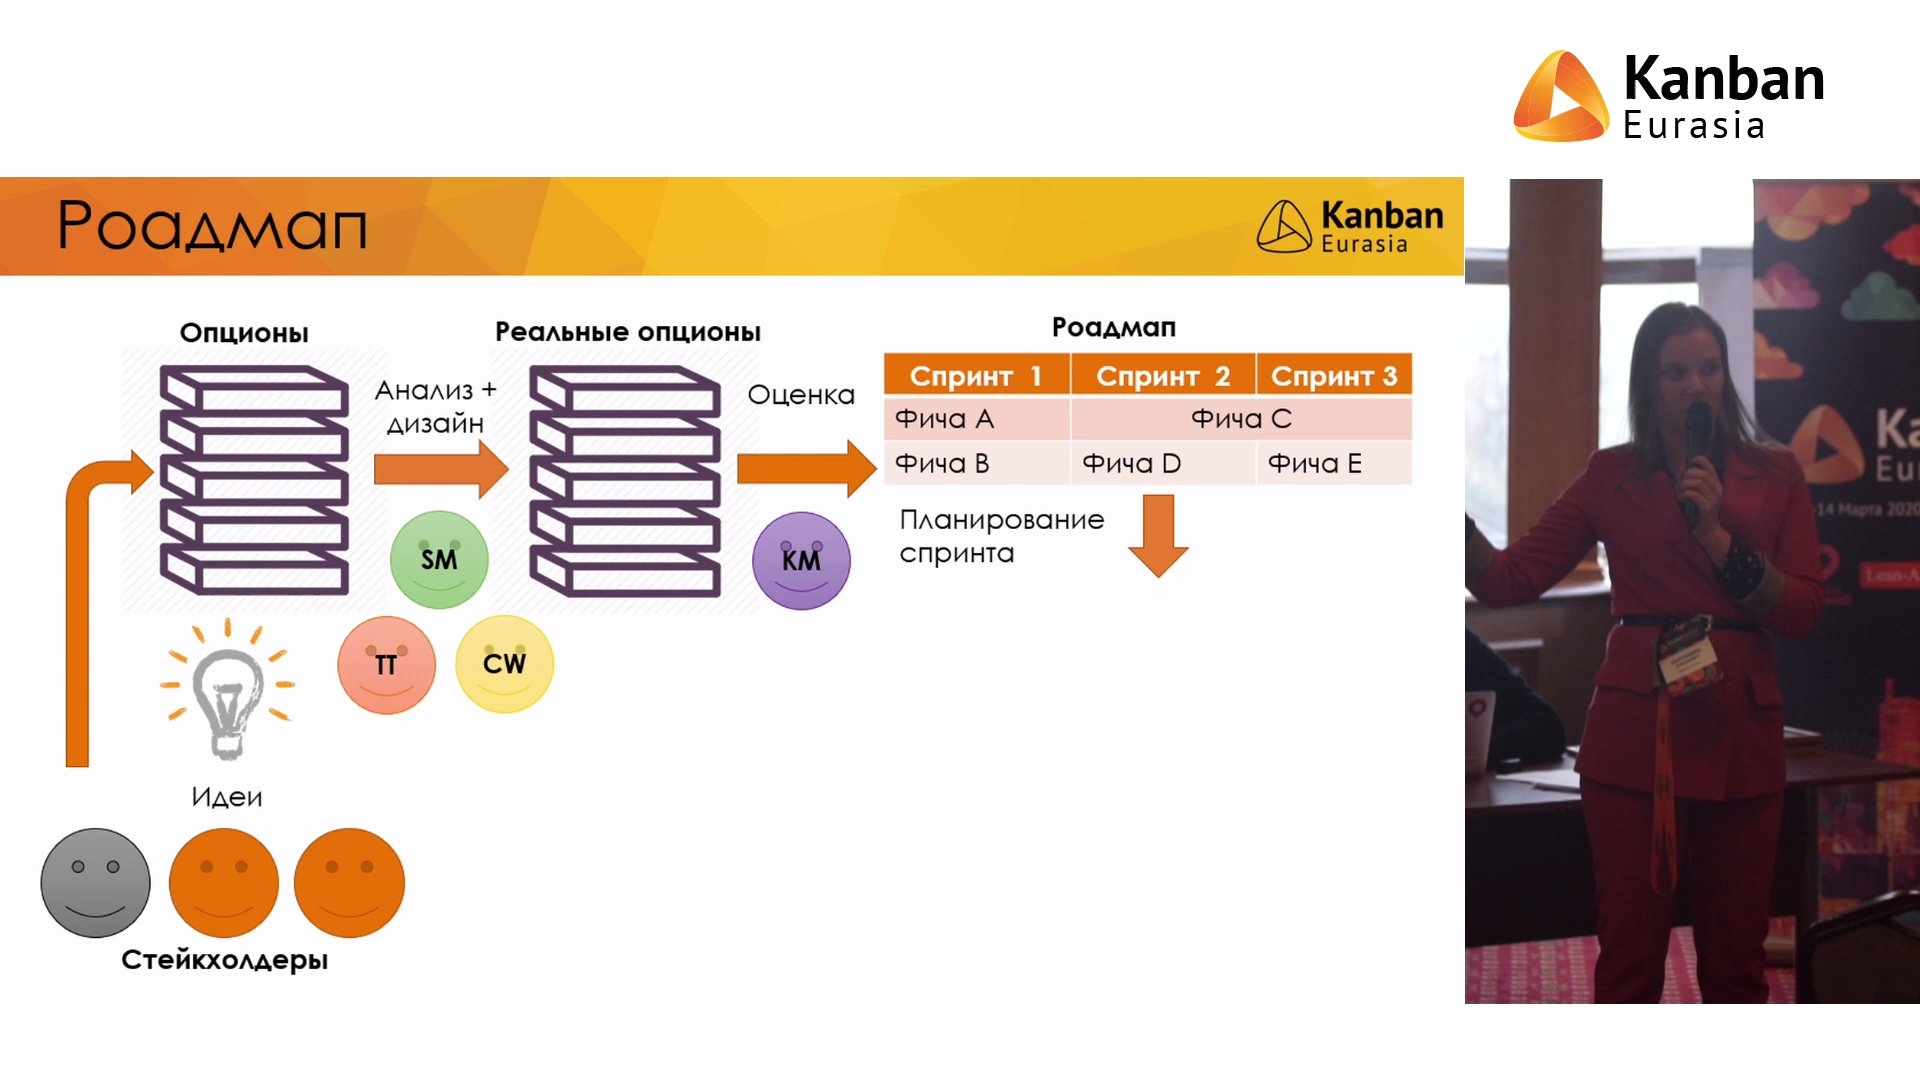 Kanban
Eurasia
Роадмап
Kanban
Eurasia
Опционы
Реальные опционы
Роадмап
Анализ +
дизайн
Оценка
Спринт 1
Спринт 2
Спринт 3
Фича A
Фича C
Фича B
Фича D
Фича E
Планирование
спринта
SM
KM
TT
CW
Идеи
Стейкхолдеры
Ka
Eu
14 Марта 2020
Lean-A